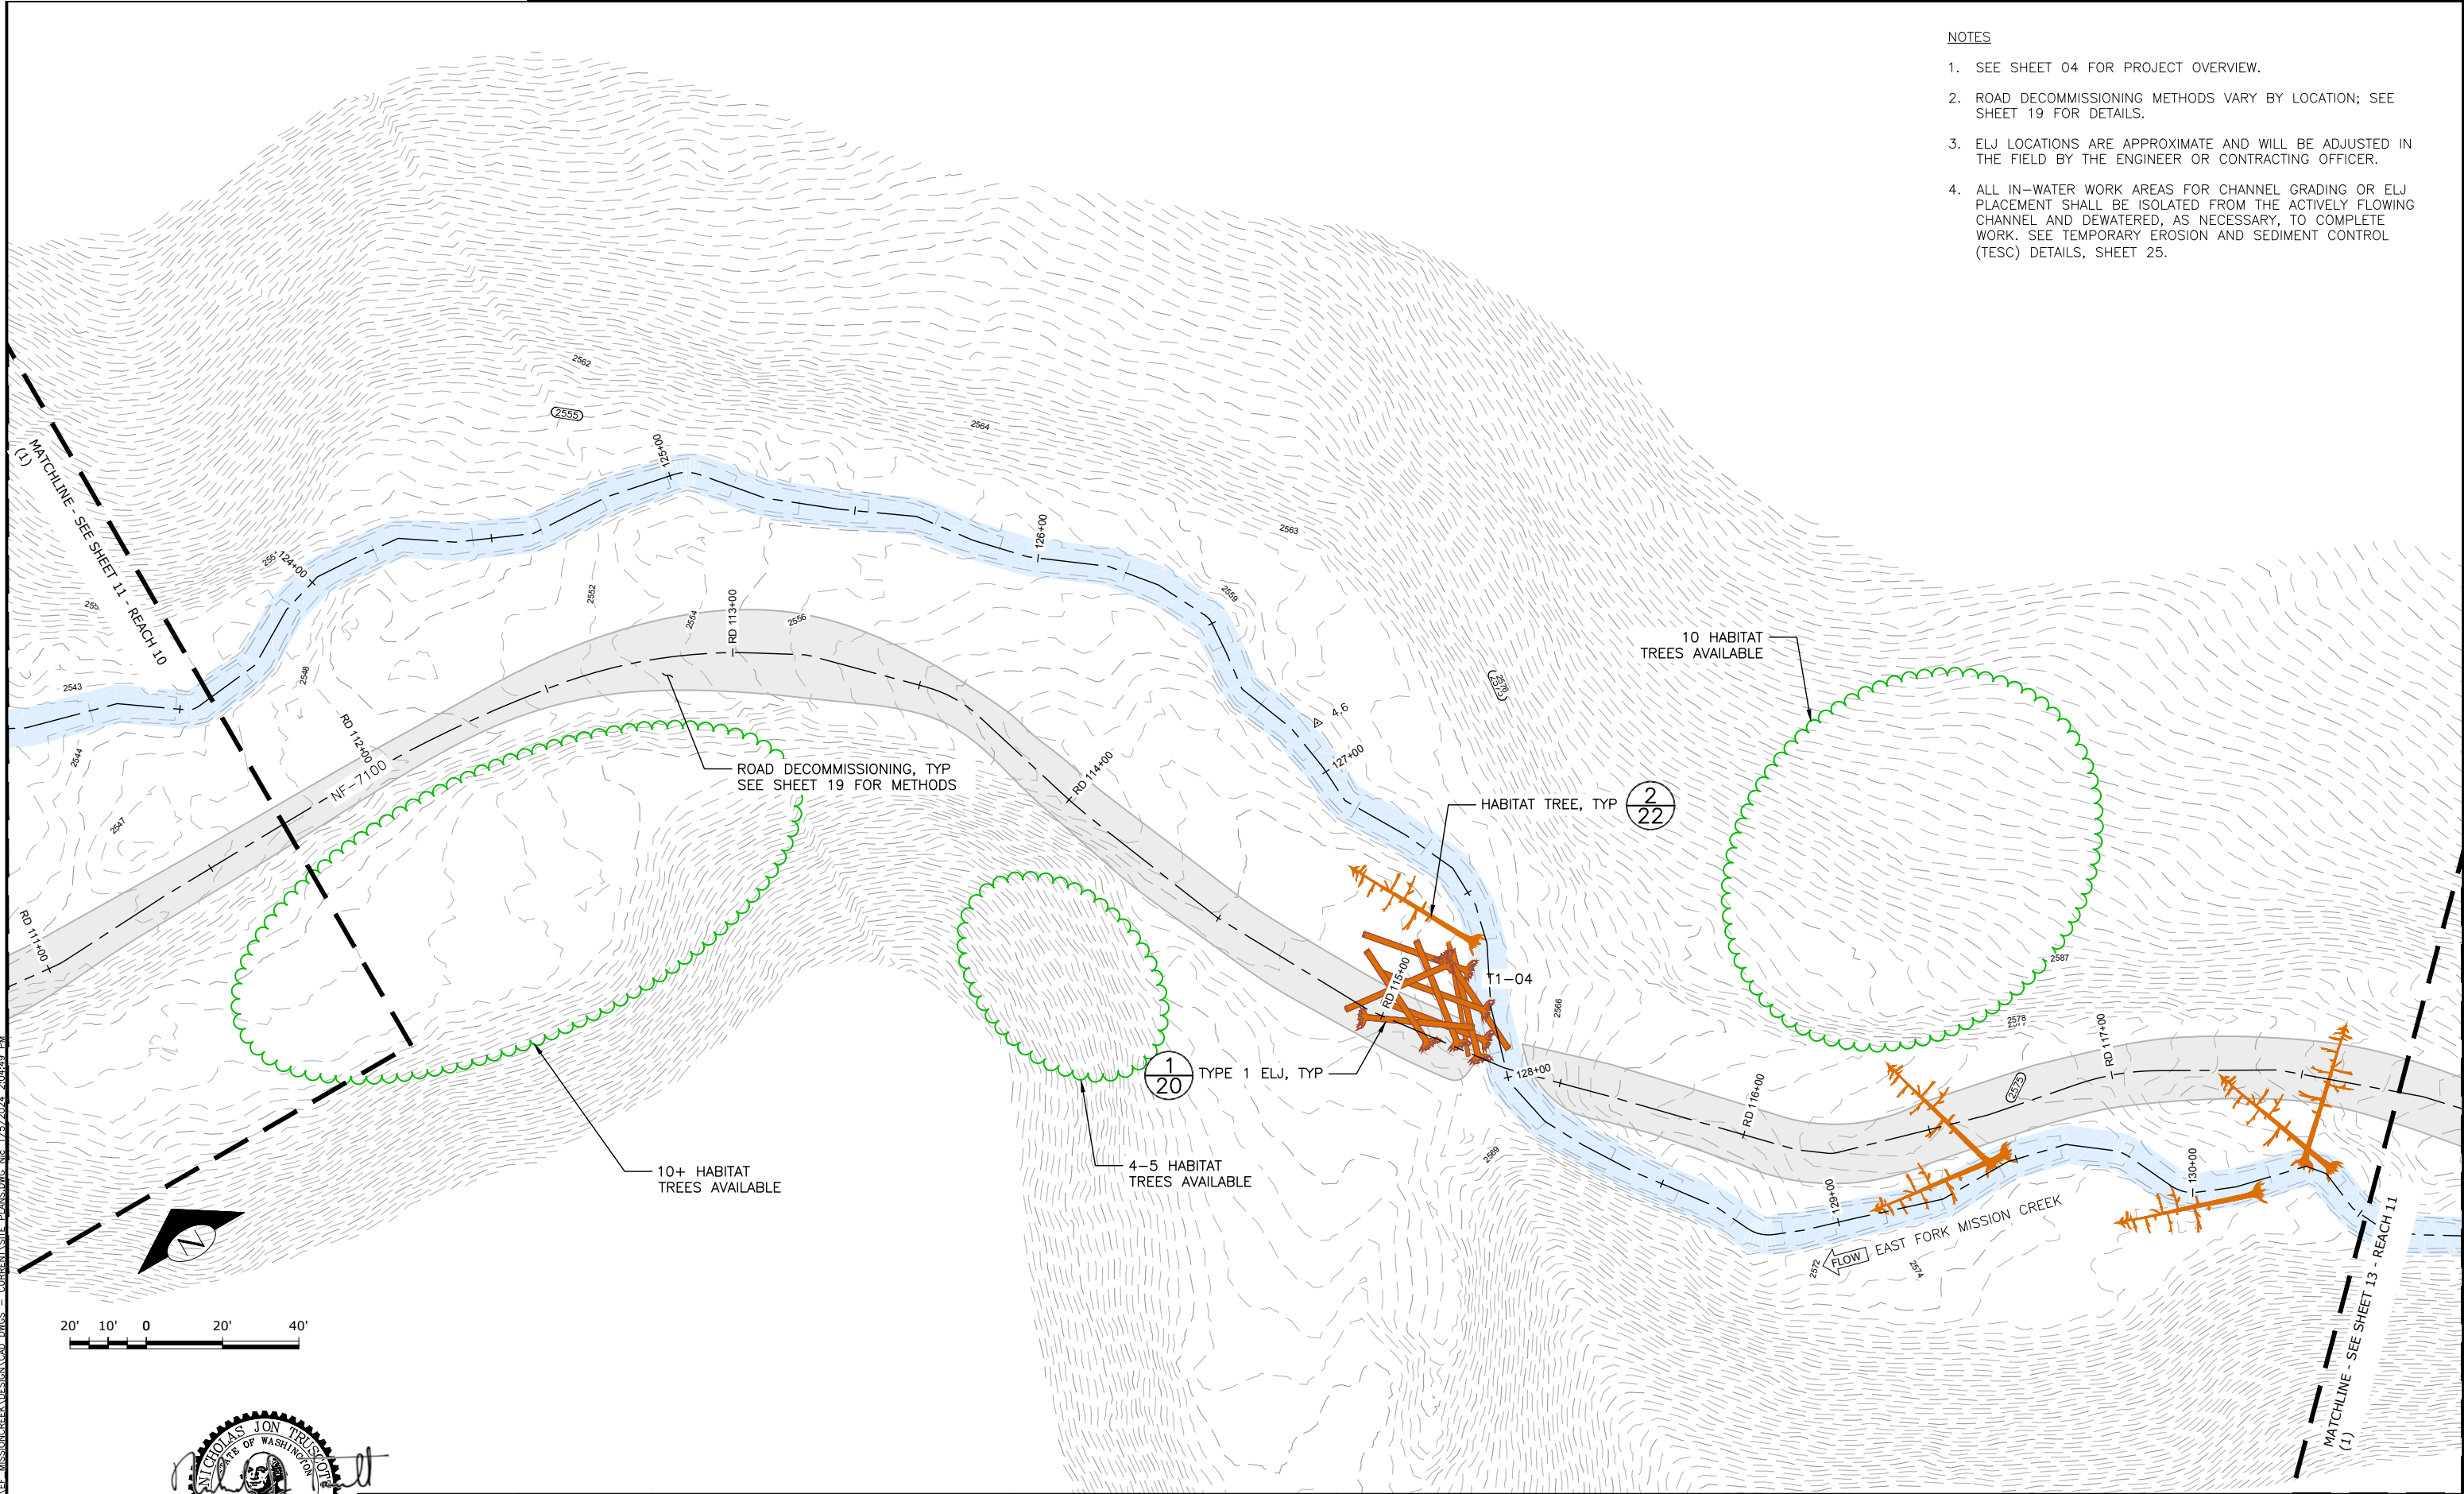 NOTES
1. SEE SHEET 04 FOR PROJECT OVERVIEW.
2. ROAD DECOMMISSIONING METHODS VARY BY LOCATION; SEE
SHEET 19 FOR DETAILS.
3. ELJ LOCATIONS ARE APPROXIMATE AND WILL BE ADJUSTED IN
THE FIELD BY THE ENGINEER OR CONTRACTING OFFICER.
4. ALL IN-WATER WORK AREAS FOR CHANNEL GRADING OR ELJ
PLACEMENT SHALL BE ISOLATED FROM THE ACTIVELY FLOWING
CHANNEL AND DEWATERED, AS NECESSARY, TO COMPLETE
WORK. SEE TEMPORARY EROSION AND SEDIMENT CONTROL
(TESC) DETAILS, SHEET 25.
MATCHLINE - SEE SHEET 11 - REACH 10
(1)
2562
2555
2564
2563
2559
125+00
126+00
124+00
2552
2554
2556
RD 113+00
2548
2543
2544
2547
RD 112+00
NF-7100
RD 111+00
ROAD DECOMMISSIONING, TYP
SEE SHEET 19 FOR METHODS
RD 114+00
4.6
127+00
2576
2575
10 HABITAT
TREES AVAILABLE
HABITAT TREE, TYP
2
22
T1-04
RD 115+00
2566
1
20
TYPE 1 ELJ, TYP
128+00
2569
2587
2578
RD 117+00
RD 116+00
2575
10+ HABITAT
TREES AVAILABLE
4-5 HABITAT
TREES AVAILABLE
129+00
130+00
FLOW
EAST FORK MISSION CREEK
2572
2574
MATCHLINE - SEE SHEET 13 - REACH 11
(1)
N
20' 10' 0 20' 40'
NICHOLAS JON TRUSCOTT
STATE OF WASHINGTON